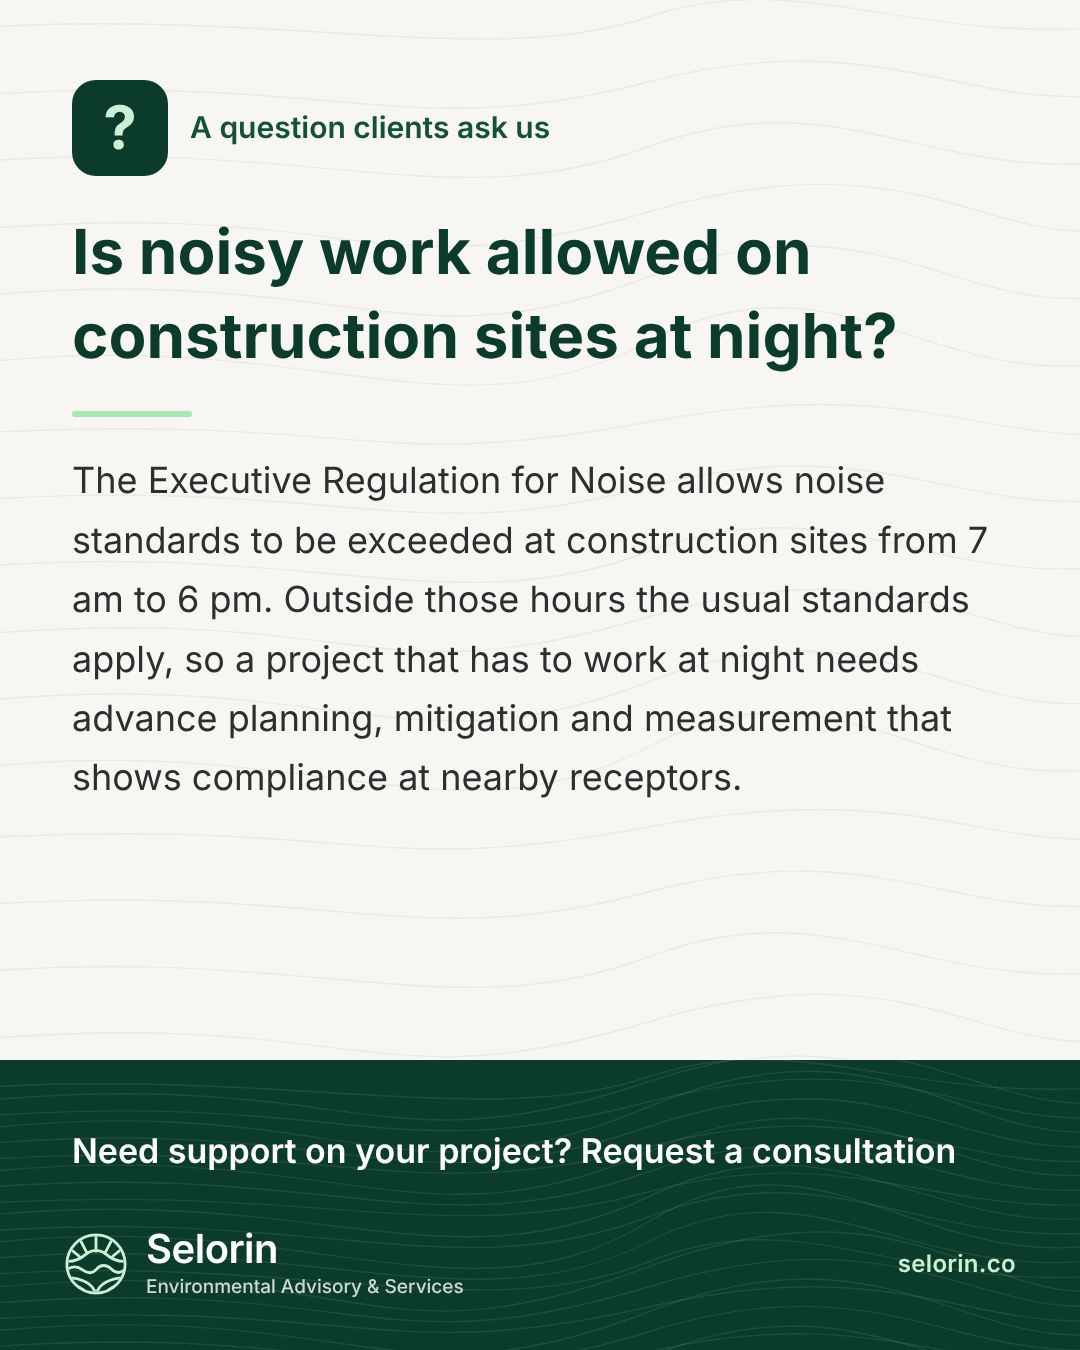 ?
A question clients ask us
Is noisy work allowed on
construction sites at night?
The Executive Regulation for Noise allows noise
standards to be exceeded at construction sites from 7
am to 6 pm. Outside those hours the usual standards
apply, so a project that has to work at night needs
advance planning, mitigation and measurement that
shows compliance at nearby receptors.
Need support on your project? Request a consultation
Selorin
Environmental Advisory & Services
selorin.co